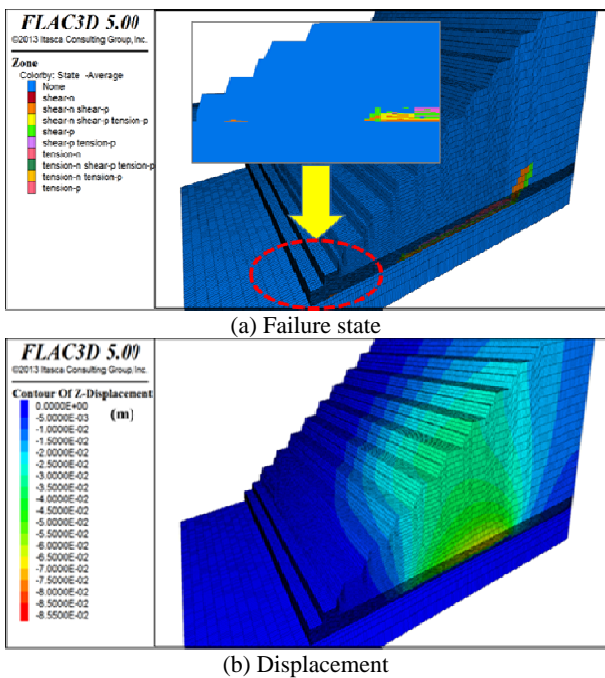 FLAC3D 5.00
©2013 Itasca Consulting Group, Inc.
Zone
Colorby: State -Average
None
shear-n
shear-n shear-p
shear-n shear-p tension-p
shear-p
shear-p tension-p
tension-n
tension-n shear-p tension-p
tension-n tension-p
tension-p
(a) Failure state
FLAC3D 5.00
©2013 Itasca Consulting Group, Inc.
Contour Of Z-Displacement
(m)
0.0000E+00
-5.0000E-03
-1.0000E-02
-1.5000E-02
-2.0000E-02
-2.5000E-02
-3.0000E-02
-3.5000E-02
-4.0000E-02
-4.5000E-02
-5.0000E-02
-5.5000E-02
-6.0000E-02
-6.5000E-02
-7.0000E-02
-7.5000E-02
-8.0000E-02
-8.5000E-02
-8.5500E-02
(b) Displacement